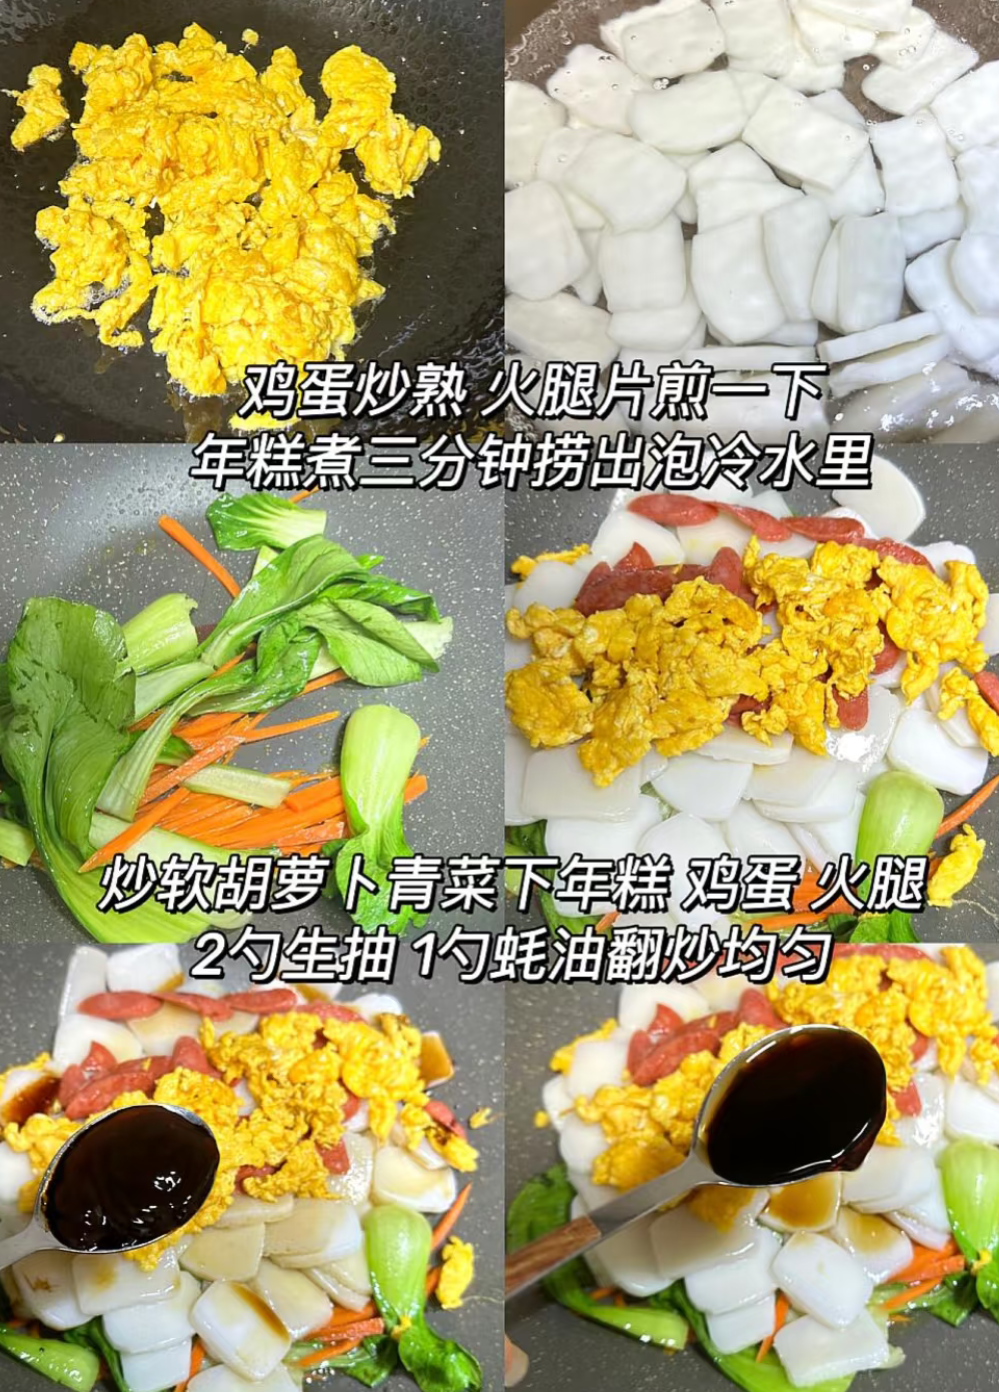 鸡蛋炒熟 火腿片煎一下
年糕煮三分钟捞出泡冷水里
炒软胡萝卜青菜下年糕 鸡蛋 火腿
2勺生抽 1勺蚝油翻炒均匀